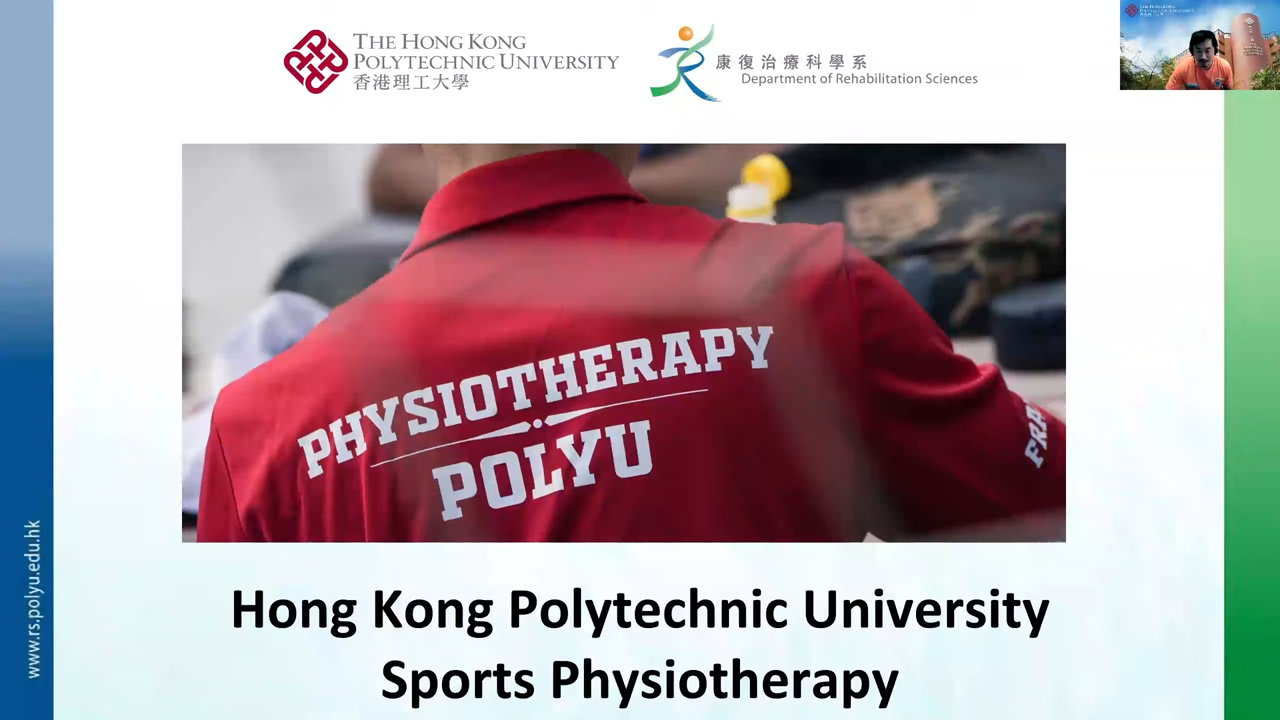 THE HONG KONG
POLYTECHNIC UNIVERSITY
香港理工大學
康復治療科學系
Department of Rehabilitation Sciences
PHYSIOTHERAPY
POLYU
FRA
www.rs.polyu.edu.hk
Hong Kong Polytechnic University
Sports Physiotherapy